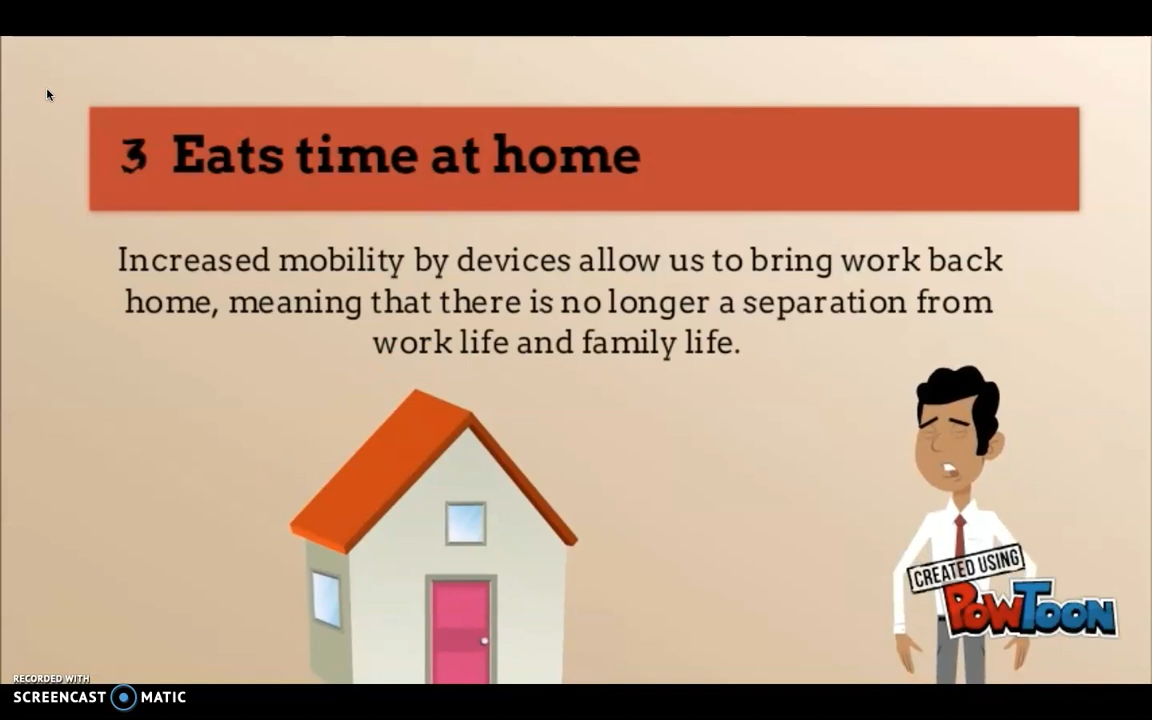 3 Eats time at home
Increased mobility by devices allow us to bring work back
home, meaning that there is no longer a separation from
work life and family life.
CREATED USING
POWTOON
RECORDED WITH
SCREENCAST MATIC